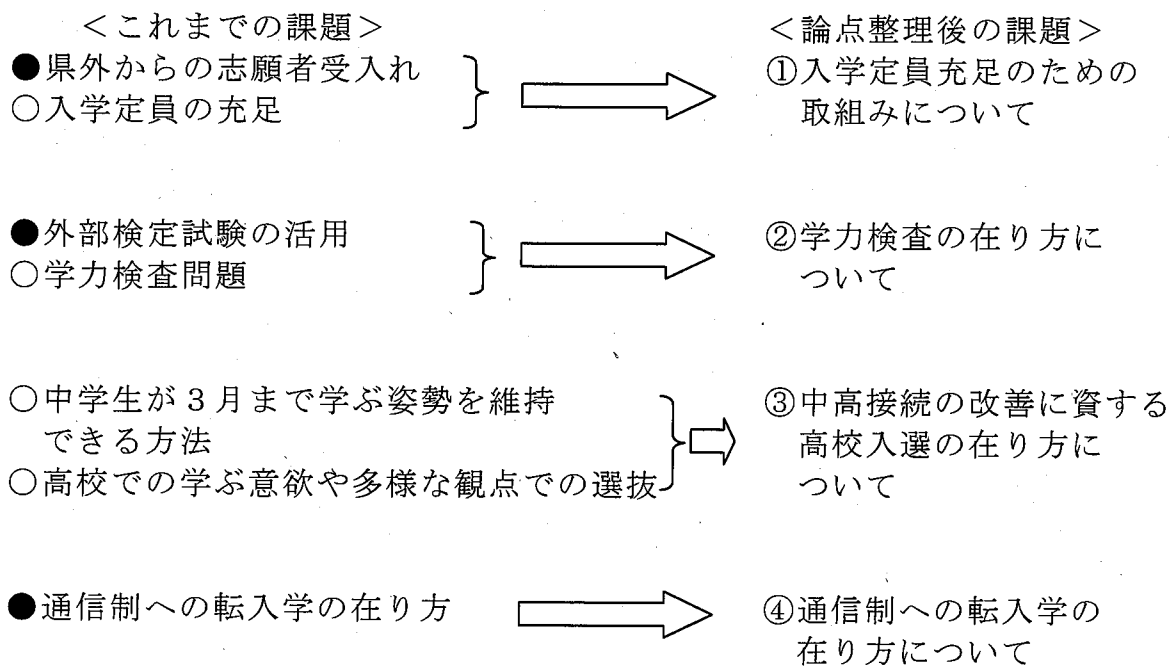 <これまでの課題>
●県外からの志願者受入れ
○入学定員の充足
<論点整理後の課題>
①入学定員充足のための
取組みについて
●外部検定試験の活用
○学力検査問題
②学力検査の在り方に
ついて
○中学生が3月まで学ぶ姿勢を維持
できる方法
○高校での学ぶ意欲や多様な観点での選抜
③中高接続の改善に資する
高校入選の在り方に
ついて
●通信制への転入学の在り方
④通信制への転入学の
在り方について